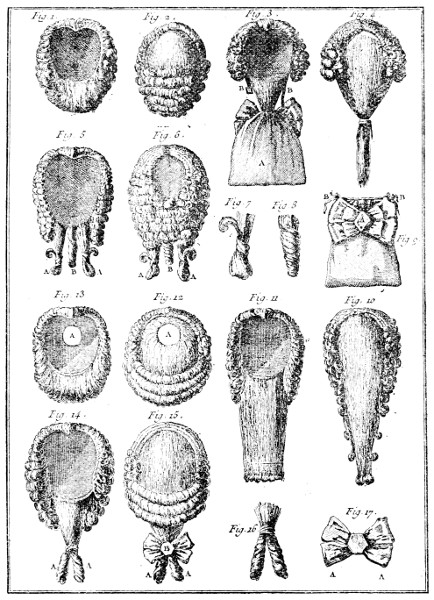 Fig. 1.
Fig. 2.
Fig. 3.
Fig. 4.
B
B
A
Fig. 5
Fig. 6.
Fig. 7
Fig. 8
B
B
A
Fig. 9
A
B
A
A
B
A
Fig. 13
Fig. 12
Fig. 11
Fig. 10
A
A
Fig. 14.
Fig. 15.
B
Fig. 16
Fig. 17.
A
A
A
A